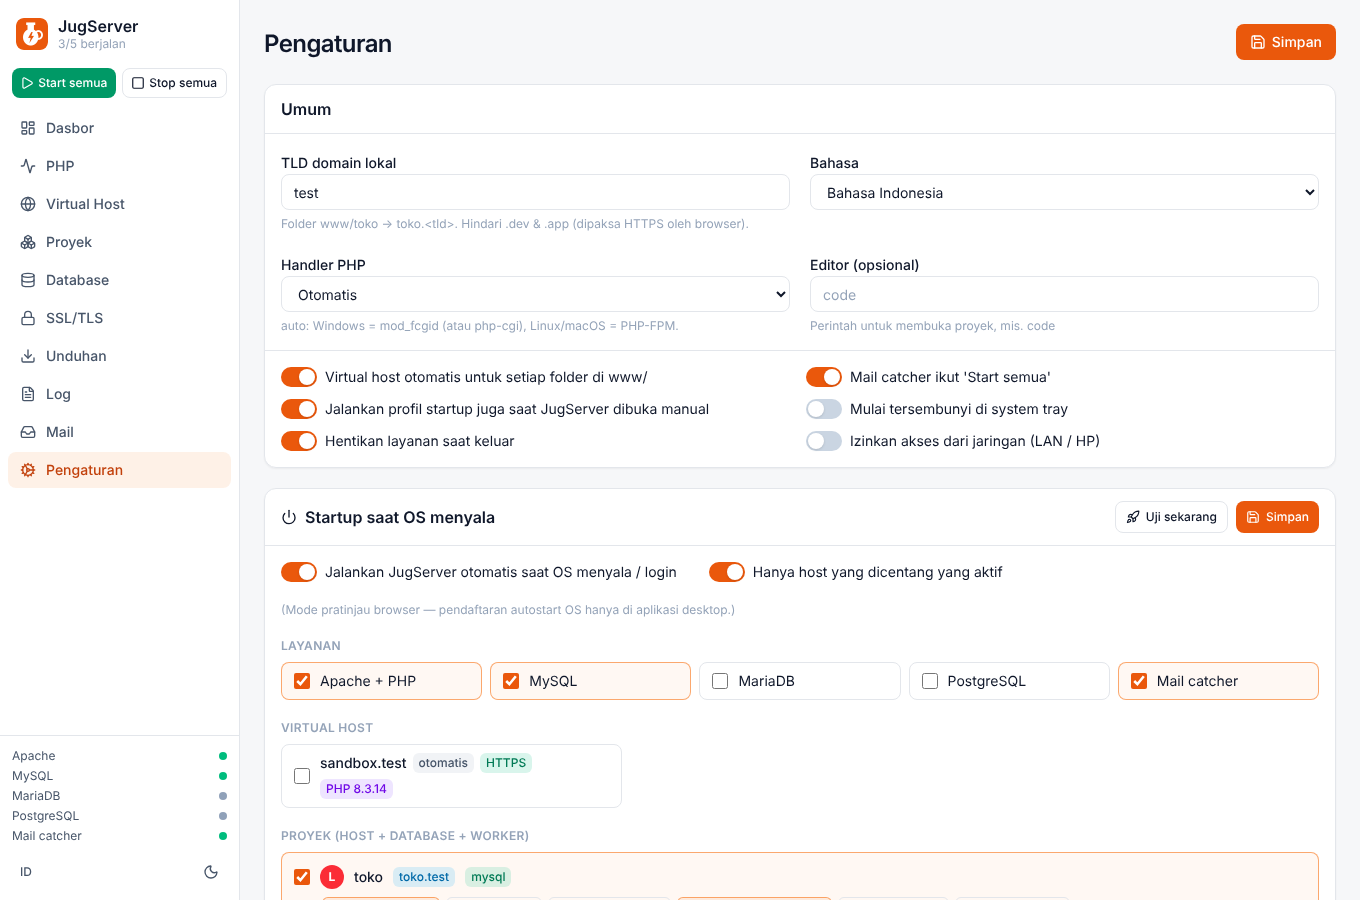 JugServer
3/5 berjalan
Start semua
Stop semua
Dasbor
PHP
Virtual Host
Proyek
Database
SSL/TLS
Unduhan
Log
Mail
Pengaturan
Apache
MySQL
MariaDB
PostgreSQL
Mail catcher
ID
Pengaturan
Simpan
Umum
TLD domain lokal
test
Folder www/toko → toko.<tld>. Hindari .dev & .app (dipaksa HTTPS oleh browser).
Bahasa
Bahasa Indonesia
Handler PHP
Otomatis
auto: Windows = mod_fcgid (atau php-cgi), Linux/macOS = PHP-FPM.
Editor (opsional)
code
Perintah untuk membuka proyek, mis. code
Virtual host otomatis untuk setiap folder di www/
Mail catcher ikut 'Start semua'
Jalankan profil startup juga saat JugServer dibuka manual
Mulai tersembunyi di system tray
Hentikan layanan saat keluar
Izinkan akses dari jaringan (LAN / HP)
Startup saat OS menyala
Uji sekarang
Simpan
Jalankan JugServer otomatis saat OS menyala / login
Hanya host yang dicentang yang aktif
(Mode pratinjau browser — pendaftaran autostart OS hanya di aplikasi desktop.)
LAYANAN
Apache + PHP
MySQL
MariaDB
PostgreSQL
Mail catcher
VIRTUAL HOST
sandbox.test otomatis HTTPS
PHP 8.3.14
PROYEK (HOST + DATABASE + WORKER)
L toko toko.test mysql